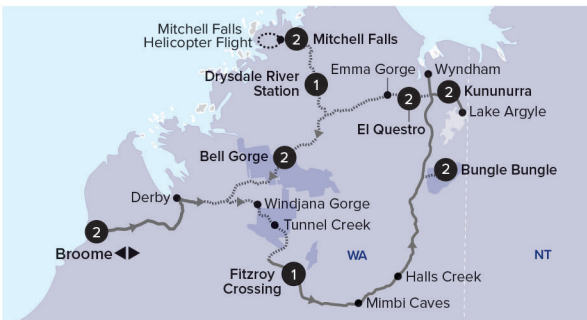 Mitchell Falls
Helicopter Flight
2 Mitchell Falls
Drysdale River
Station
1
Emma Gorge
Wyndham
2 Kununurra
Lake Argyle
2
El Questro
Bell Gorge 2
2 Bungle Bungle
Derby
Windjana Gorge
Tunnel Creek
2
Broome
WA
NT
Fitzroy
Crossing
1
Halls Creek
Mimbi Caves